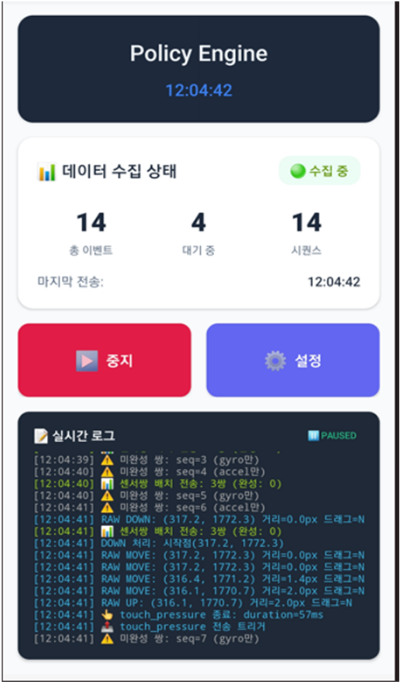 Policy Engine
12:04:42
데이터 수집 상태
수집 중
14 4 14
총 이벤트 대기 중 시퀀스
마지막 전송: 12:04:42
중지 설정
실시간 로그 PAUSED
[12:04:39] ⚠ 미완성 쌍: seq=3 (gyro만)
[12:04:40] ⚠ 미완성 쌍: seq=4 (accel만)
[12:04:40] 📊 센서쌍 배치 전송: 3쌍 (완성: 0)
[12:04:40] ⚠ 미완성 쌍: seq=5 (gyro만)
[12:04:41] ⚠ 미완성 쌍: seq=6 (accel만)
[12:04:41] RAW DOWN: (317.2, 1772.3) 거리=0.0px 드래그=N
[12:04:41] 📊 센서쌍 배치 전송: 3쌍 (완성: 0)
[12:04:41] DOWN 처리: 시작점(317.2, 1772.3)
[12:04:41] RAW MOVE: (317.2, 1772.3) 거리=0.0px 드래그=N
[12:04:41] RAW MOVE: (317.2, 1772.3) 거리=0.0px 드래그=N
[12:04:41] RAW MOVE: (316.4, 1771.2) 거리=1.4px 드래그=N
[12:04:41] RAW MOVE: (316.1, 1770.7) 거리=2.0px 드래그=N
[12:04:41] RAW UP: (316.1, 1770.7) 거리=2.0px 드래그=N
[12:04:41] 👆 touch_pressure 종료: duration=57ms
[12:04:41] 📤 touch_pressure 전송 트리거
[12:04:41] ⚠ 미완성 쌍: seq=7 (gyro만)